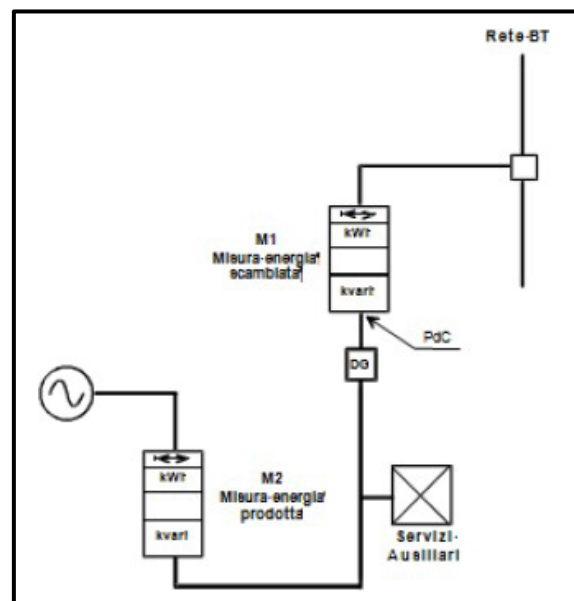 Rete-BT
M1
Misura-energia
scambiata
kWh
kvarh
PdC
DG
M2
Misura-energia
prodotta
kWh
kvarh
Servizi-
Ausiliari